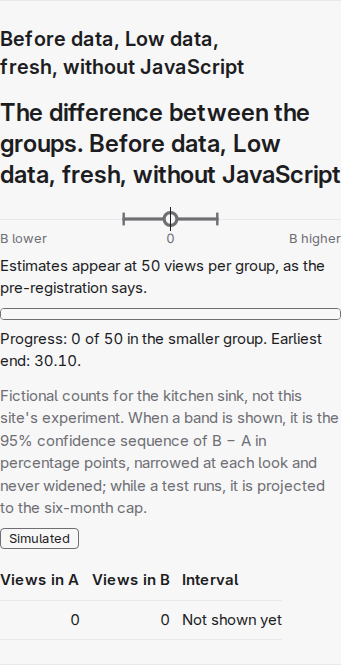 Before data, Low data,
fresh, without JavaScript
The difference between the
groups. Before data, Low
data, fresh, without JavaScript
B lower 0 B higher
Estimates appear at 50 views per group, as the
pre-registration says.
Progress: 0 of 50 in the smaller group. Earliest
end: 30.10.
Fictional counts for the kitchen sink, not this
site's experiment. When a band is shown, it is the
95% confidence sequence of B − A in
percentage points, narrowed at each look and
never widened; while a test runs, it is projected
to the six-month cap.
Simulated
Views in A Views in B Interval
0 0 Not shown yet